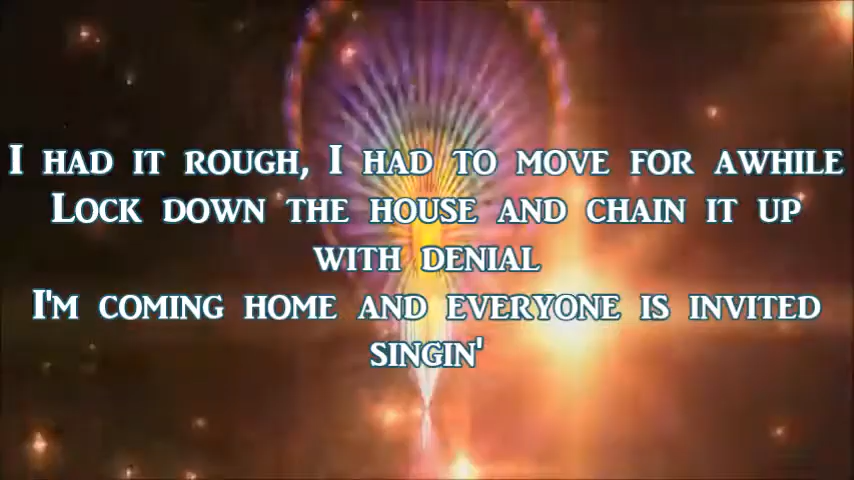 I HAD IT ROUGH, I HAD TO MOVE FOR AWHILE
LOCK DOWN THE HOUSE AND CHAIN IT UP
WITH DENIAL
I'M COMING HOME AND EVERYONE IS INVITED
SINGIN'